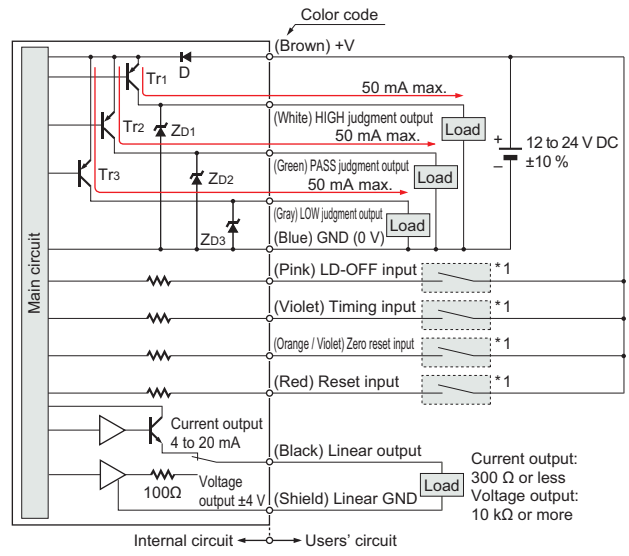 Color code
(Brown) +V
D
Tr1
50 mA max.
(White) HIGH judgment output
Load
Tr2
ZD1
50 mA max.
+
12 to 24 V DC
±10 %
–
(Green) PASS judgment output
Load
Tr3
ZD2
50 mA max.
(Gray) LOW judgment output
Load
ZD3
(Blue) GND (0 V)
Main circuit
(Pink) LD-OFF input
*1
(Violet) Timing input
*1
(Orange / Violet) Zero reset input
*1
(Red) Reset input
*1
Current output
4 to 20 mA
(Black) Linear output
Current output:
300 Ω or less
Voltage output:
10 kΩ or more
Load
100Ω
Voltage
output ±4 V
(Shield) Linear GND
Internal circuit
Users' circuit